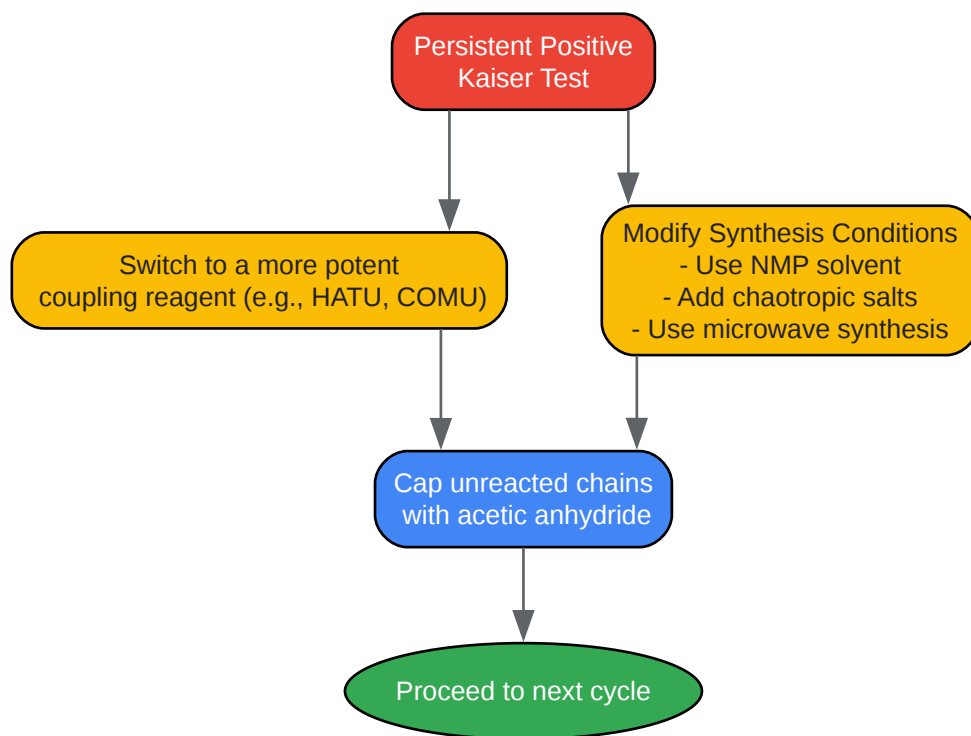 Persistent Positive
Kaiser Test
Switch to a more potent
coupling reagent (e.g., HATU, COMU)
Modify Synthesis Conditions
- Use NMP solvent
- Add chaotropic salts
- Use microwave synthesis
Cap unreacted chains
with acetic anhydride
Proceed to next cycle